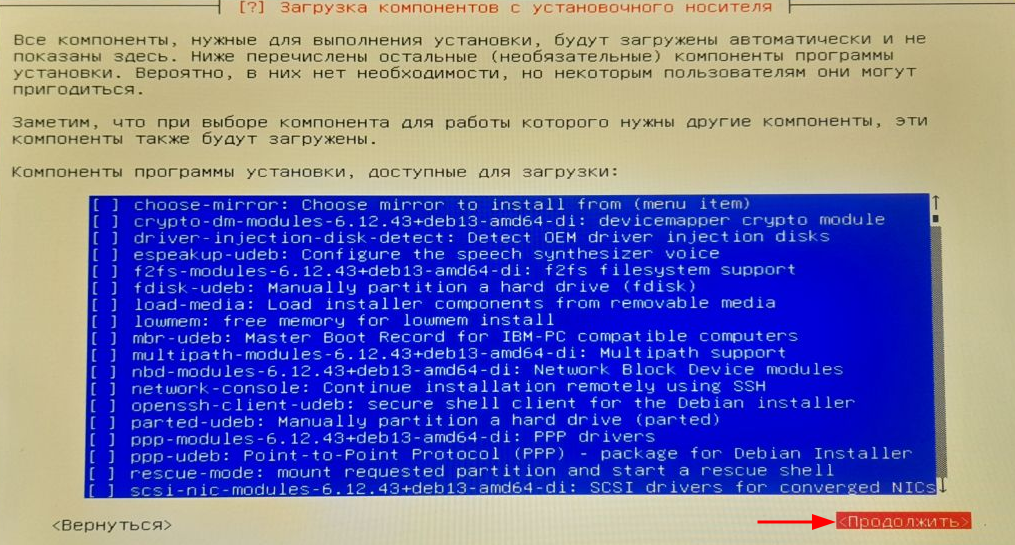 [?] Загрузка компонентов с установочного носителя
Все компоненты, нужные для выполнения установки, будут загружены автоматически и не
показаны здесь. Ниже перечислены остальные (необязательные) компоненты программы
установки. Вероятно, в них нет необходимости, но некоторым пользователям они могут
пригодиться.
Заметим, что при выборе компонента для работы которого нужны другие компоненты, эти
компоненты также будут загружены.
Компоненты программы установки, доступные для загрузки:
[ ] choose-mirror: Choose mirror to install from (menu item)
[ ] crypto-dm-modules-6.12.43+deb13-amd64-di: devicemapper crypto module
[ ] driver-injection-disk-detect: Detect OEM driver injection disks
[ ] espeakup-udeb: Configure the speech synthesizer voice
[ ] f2fs-modules-6.12.43+deb13-amd64-di: f2fs filesystem support
[ ] fdisk-udeb: Manually partition a hard drive (fdisk)
[ ] load-media: Load installer components from removable media
[ ] lowmem: free memory for lowmem install
[ ] mbr-udeb: Master Boot Record for IBM-PC compatible computers
[ ] multipath-modules-6.12.43+deb13-amd64-di: Multipath support
[ ] nbd-modules-6.12.43+deb13-amd64-di: Network Block Device modules
[ ] network-console: Continue installation remotely using SSH
[ ] openssh-client-udeb: secure shell client for the Debian installer
[ ] parted-udeb: Manually partition a hard drive (parted)
[ ] ppp-modules-6.12.43+deb13-amd64-di: PPP drivers
[ ] ppp-udeb: Point-to-Point Protocol (PPP) - package for Debian Installer
[ ] rescue-mode: mount requested partition and start a rescue shell
[ ] scsi-nic-modules-6.12.43+deb13-amd64-di: SCSI drivers for converged NICs
<Вернуться> <Продолжить>